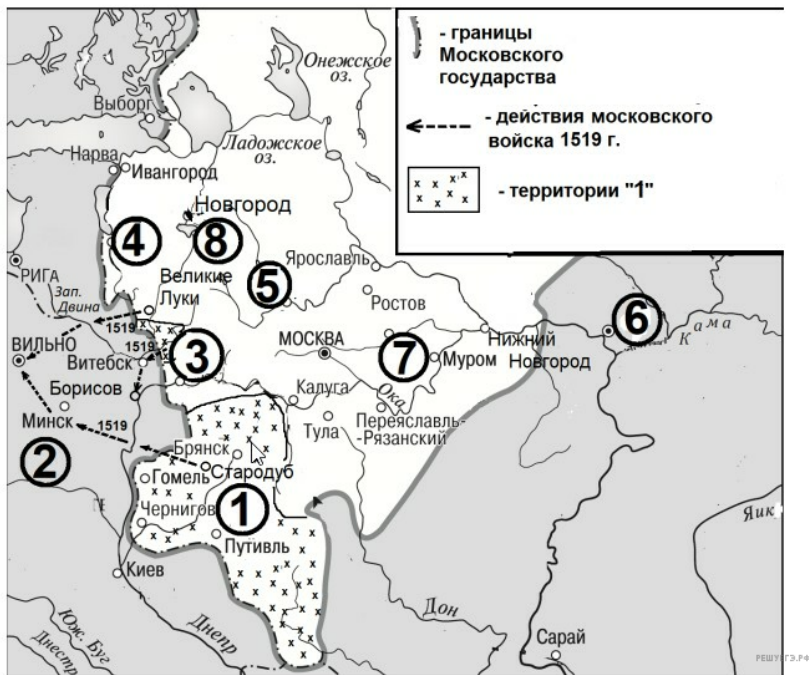 - границы
Московского
государства
- действия московского
войска 1519 г.
- территории "1"
Онежское
оз.
Выборг
Ладожское
оз.
Нарва
Ивангород
Новгород
4
8
Ярославль
РИГА
Великие
Луки
5
Зап.
Двина
Ростов
6
Кама
1519
ВИЛЬНО
1519
МОСКВА
Нижний
Новгород
Витебск
3
7
Муром
Борисов
Калуга
Ока
Минск
1519
Тула
Переяславль-
-Рязанский
2
Брянск
Стародуб
Гомель
1
Чернигов
Яик
Путивль
Киев
Дон
Днепр
Юж. Буг
Днестр
Сарай
РЕШУЕГЭ.РФ